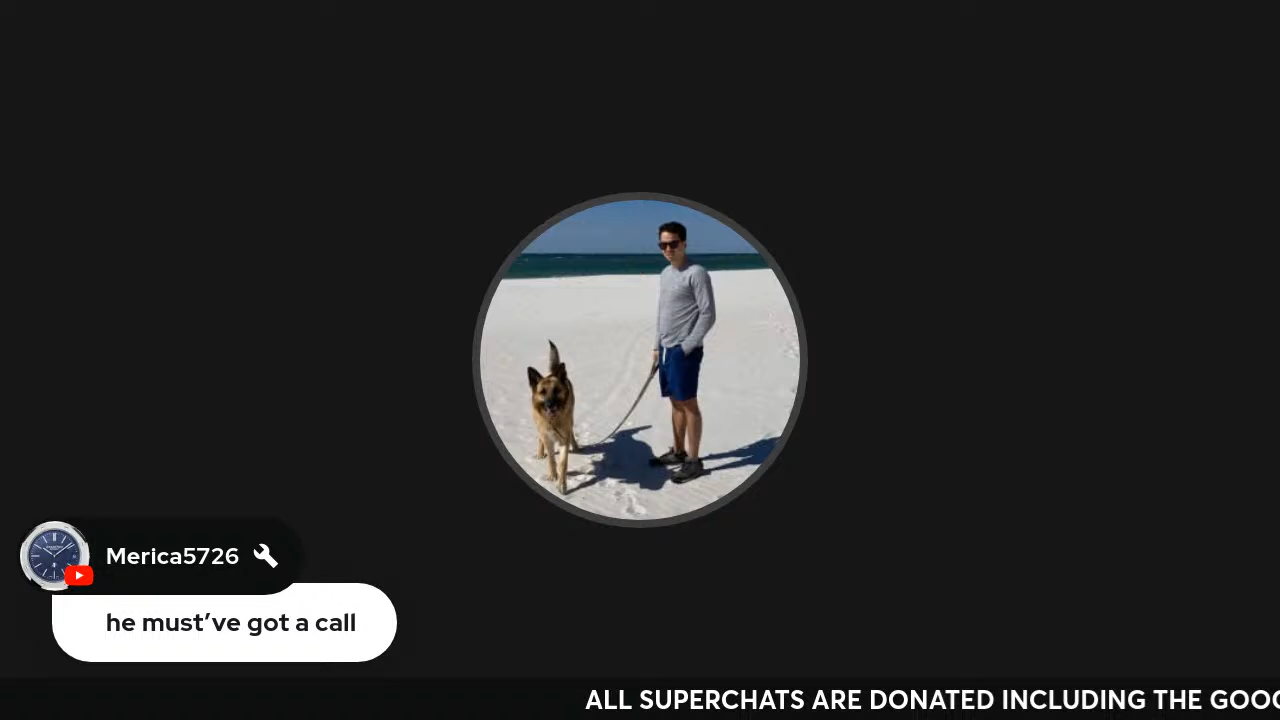 Merica5726
he must’ve got a call
ALL SUPERCHATS ARE DONATED INCLUDING THE